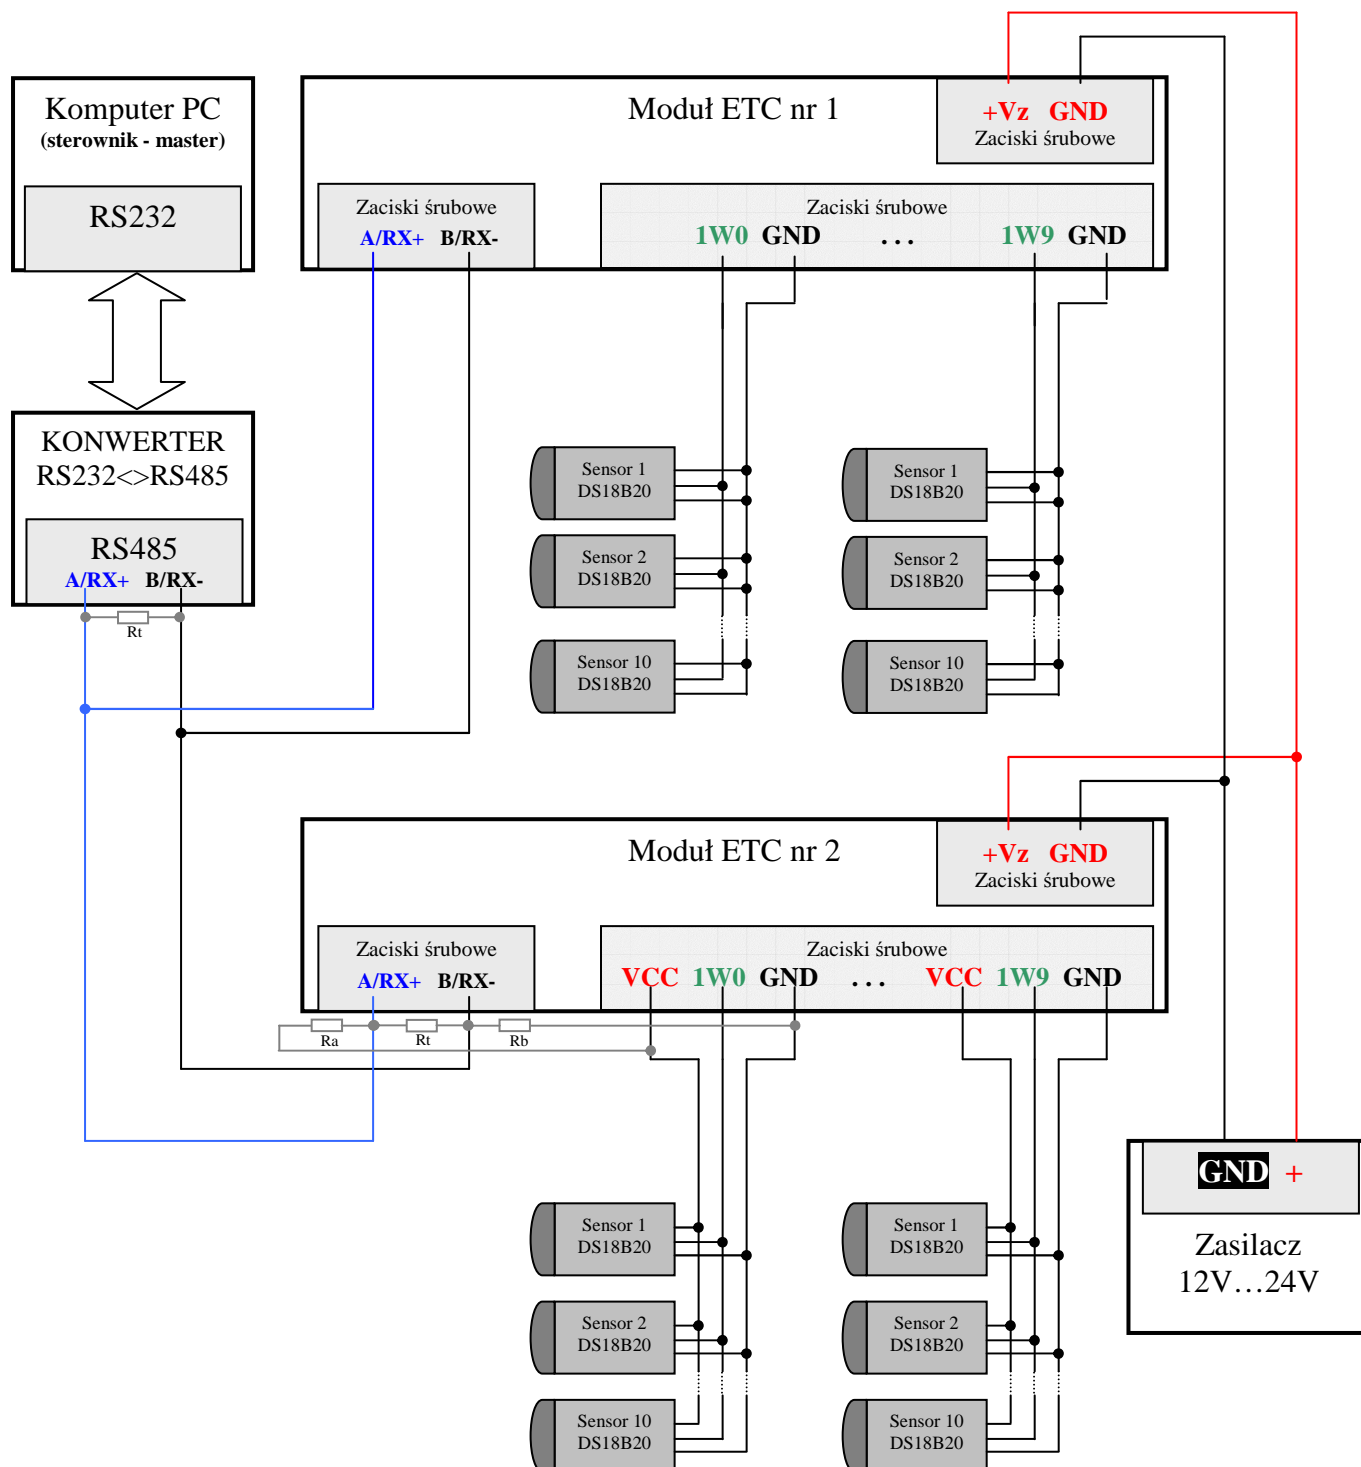 Komputer PC
(sterownik - master)
RS232
Moduł ETC nr 1
+Vz GND
Zaciski śrubowe
Zaciski śrubowe
A/RX+ B/RX-
Zaciski śrubowe
1W0 GND ... 1W9 GND
KONWERTER
RS232<>RS485
RS485
A/RX+ B/RX-
Rt
Sensor 1
DS18B20
Sensor 2
DS18B20
Sensor 10
DS18B20
Sensor 1
DS18B20
Sensor 2
DS18B20
Sensor 10
DS18B20
Moduł ETC nr 2
+Vz GND
Zaciski śrubowe
Zaciski śrubowe
A/RX+ B/RX-
Zaciski śrubowe
VCC 1W0 GND ... VCC 1W9 GND
Ra Rt Rb
Sensor 1
DS18B20
Sensor 2
DS18B20
Sensor 10
DS18B20
Sensor 1
DS18B20
Sensor 2
DS18B20
Sensor 10
DS18B20
GND +
Zasilacz
12V...24V